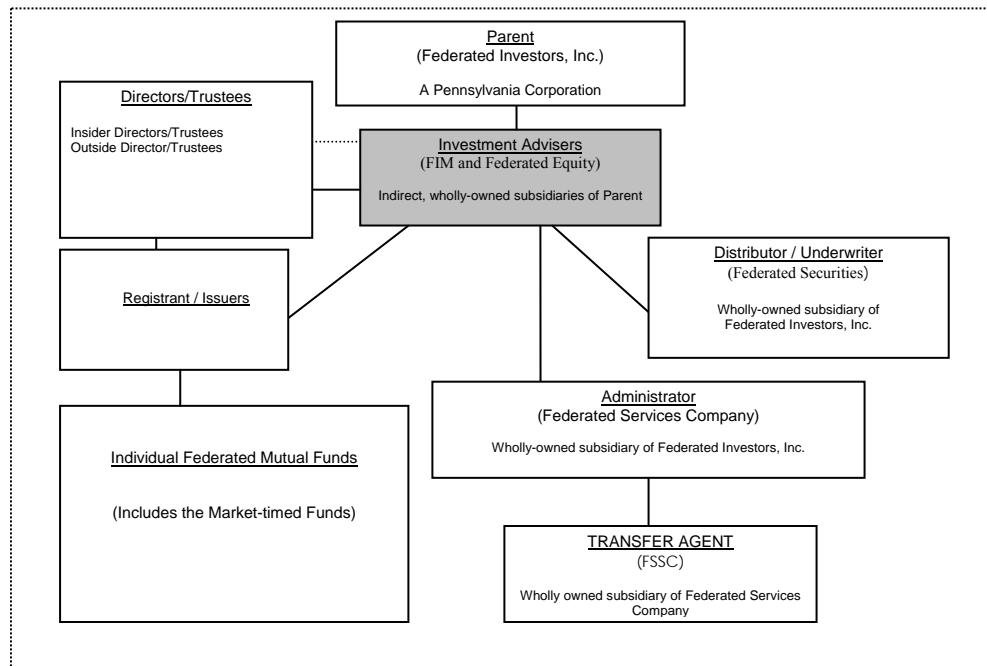 Parent
(Federated Investors, Inc.)
A Pennsylvania Corporation
Directors/Trustees
Insider Directors/Trustees
Outside Director/Trustees
Investment Advisers
(FIM and Federated Equity)
Indirect, wholly-owned subsidiaries of Parent
Registrant / Issuers
Distributor / Underwriter
(Federated Securities)
Wholly-owned subsidiary of
Federated Investors, Inc.
Individual Federated Mutual Funds
(Includes the Market-timed Funds)
Administrator
(Federated Services Company)
Wholly-owned subsidiary of Federated Investors, Inc.
TRANSFER AGENT
(FSSC)
Wholly owned subsidiary of Federated Services
Company